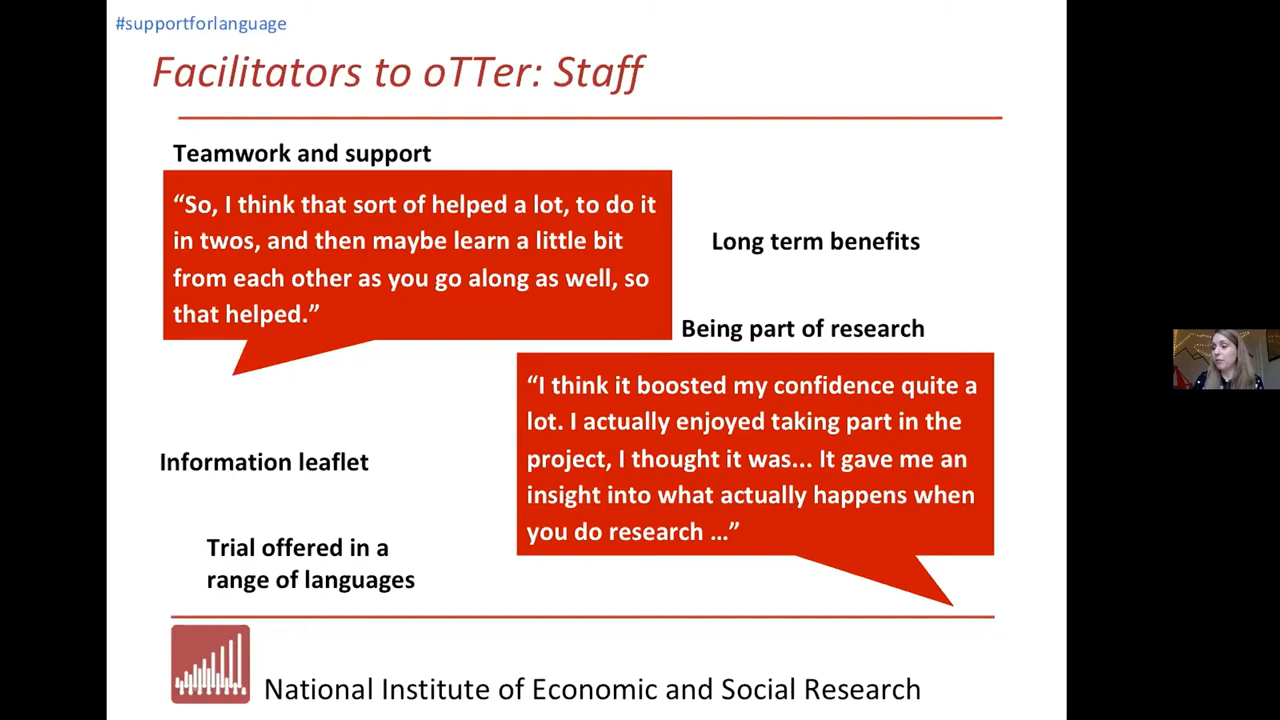 #supportforlanguage
Facilitators to oTTer: Staff
Teamwork and support
“So, I think that sort of helped a lot, to do it
in twos, and then maybe learn a little bit
from each other as you go along as well, so
that helped.”
Long term benefits
Being part of research
“I think it boosted my confidence quite a
lot. I actually enjoyed taking part in the
project, I thought it was... It gave me an
insight into what actually happens when
you do research ...”
Information leaflet
Trial offered in a
range of languages
National Institute of Economic and Social Research